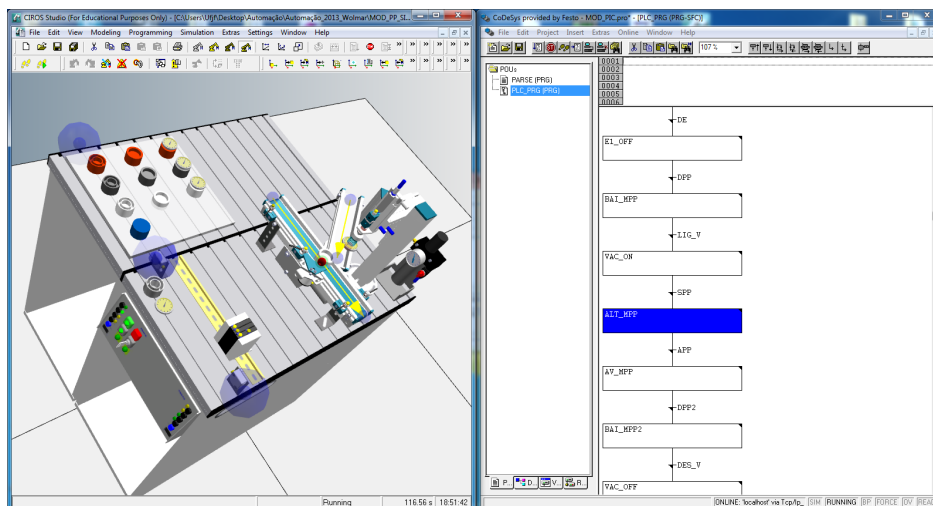 CIROS Studio (For Educational Purposes Only) - [C:\Users\Ufjf\Desktop\Automação\Automação_2013_Wolmar\MOD_PP_SI...
File Edit View Modeling Programming Simulation Extras Settings Window Help
Running 116.56 s 18:51:42
CoDeSys provided by Festo - MOD_PIC.pro* - [PLC_PRG (PRG-SFC)]
File Edit Project Insert Extras Online Window Help
107 %
POUs
PARSE (PRG)
PLC_PRG (PRG)
0001
0002
0003
0004
0005
0006
DE
E1_OFF
DPP
BAI_MPP
LIG_V
VAC_ON
SPP
ALT_MPP
APP
AV_MPP
DPP2
BAI_MPP2
DES_V
VAC_OFF
P... D... V... R...
ONLINE: 'localhost' via Tcp/Ip_ SIM RUNNING BP FORCE OV READ